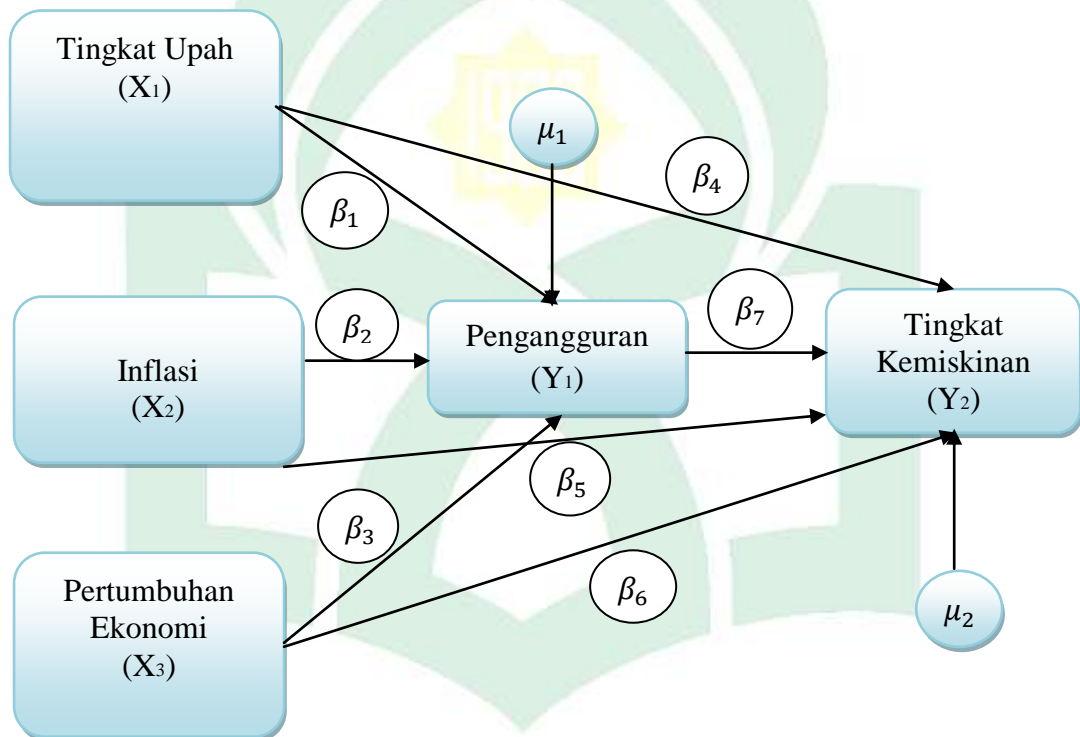 Tingkat Upah
(X₁)
μ₁
β₄
β₁
β₂
β₇
Pengangguran
(Y₁)
Tingkat
Kemiskinan
(Y₂)
Inflasi
(X₂)
β₅
β₃
β₆
Pertumbuhan
Ekonomi
(X₃)
μ₂